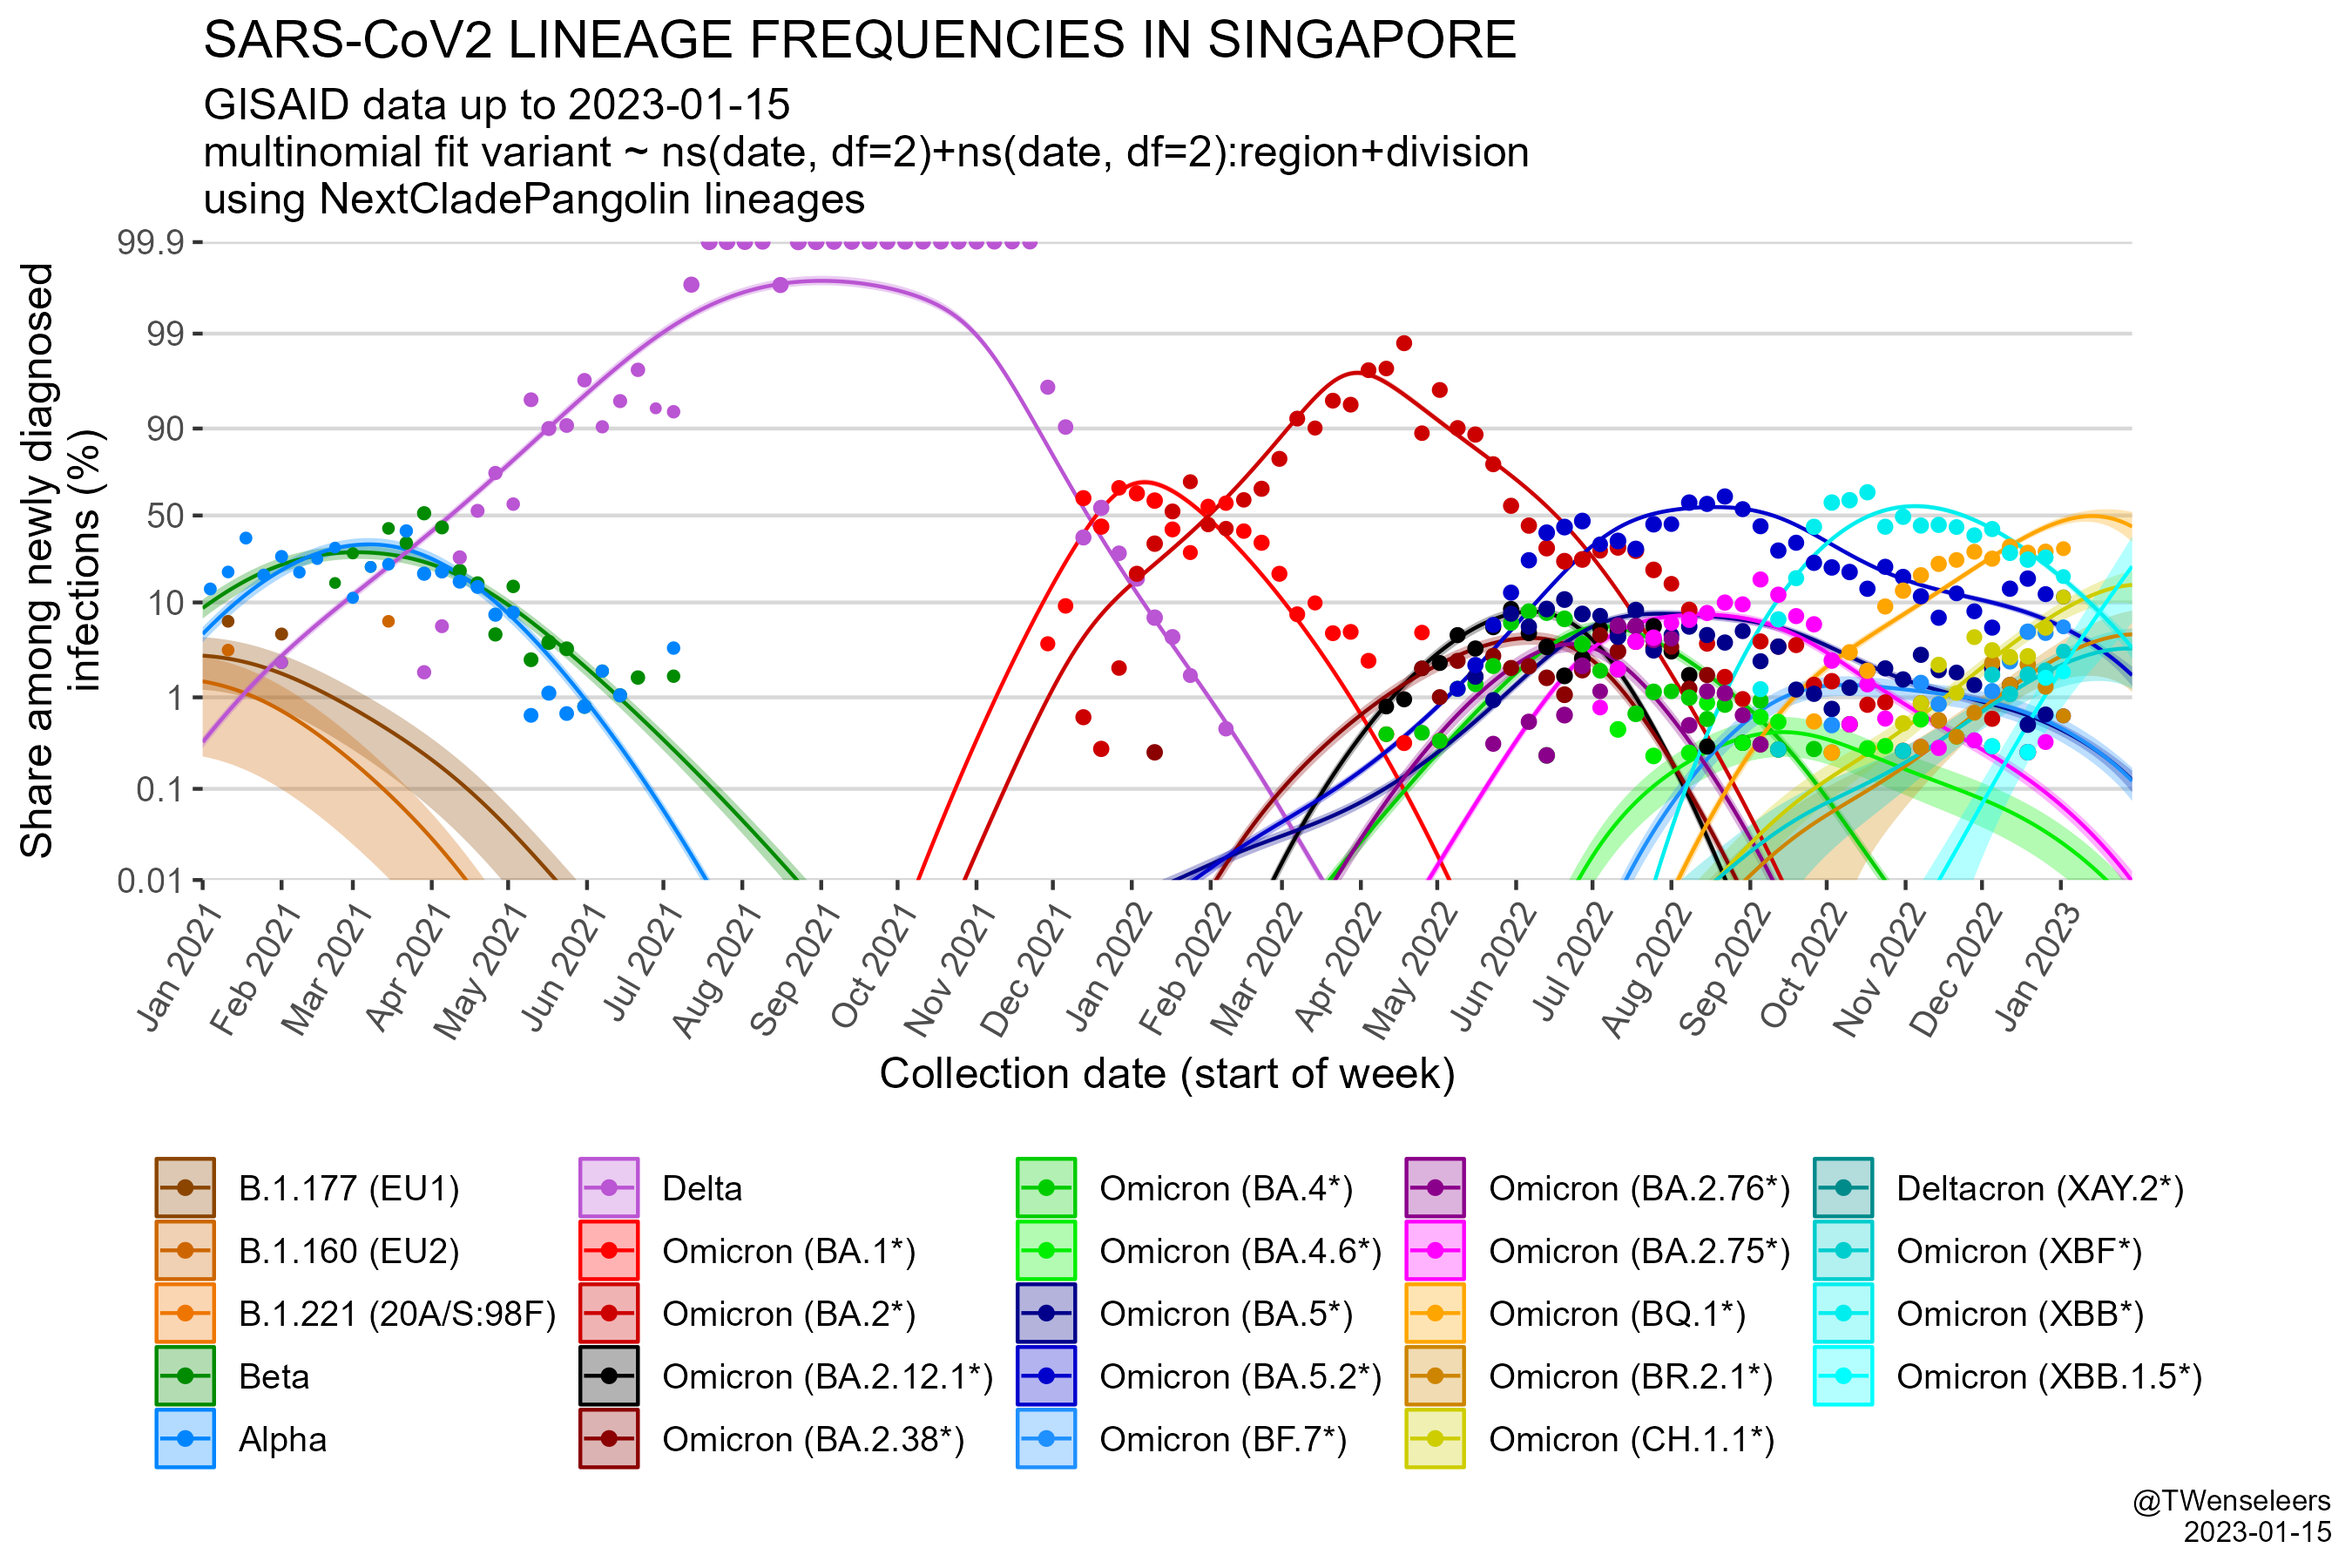 SARS-CoV2 LINEAGE FREQUENCIES IN SINGAPORE
GISAID data up to 2023-01-15
multinomial fit variant ~ ns(date, df=2)+ns(date, df=2):region+division
using NextCladePangolin lineages
Share among newly diagnosed
infections (%)
99.9
99
90
50
10
1
0.1
0.01
Jan 2021
Feb 2021
Mar 2021
Apr 2021
May 2021
Jun 2021
Jul 2021
Aug 2021
Sep 2021
Oct 2021
Nov 2021
Dec 2021
Jan 2022
Feb 2022
Mar 2022
Apr 2022
May 2022
Jun 2022
Jul 2022
Aug 2022
Sep 2022
Oct 2022
Nov 2022
Dec 2022
Jan 2023
Collection date (start of week)
B.1.177 (EU1)
B.1.160 (EU2)
B.1.221 (20A/S:98F)
Beta
Alpha
Delta
Omicron (BA.1*)
Omicron (BA.2*)
Omicron (BA.2.12.1*)
Omicron (BA.2.38*)
Omicron (BA.4*)
Omicron (BA.4.6*)
Omicron (BA.5*)
Omicron (BA.5.2*)
Omicron (BF.7*)
Omicron (BA.2.76*)
Omicron (BA.2.75*)
Omicron (BQ.1*)
Omicron (BR.2.1*)
Omicron (CH.1.1*)
Deltacron (XAY.2*)
Omicron (XBF*)
Omicron (XBB*)
Omicron (XBB.1.5*)
@TWenseleers
2023-01-15